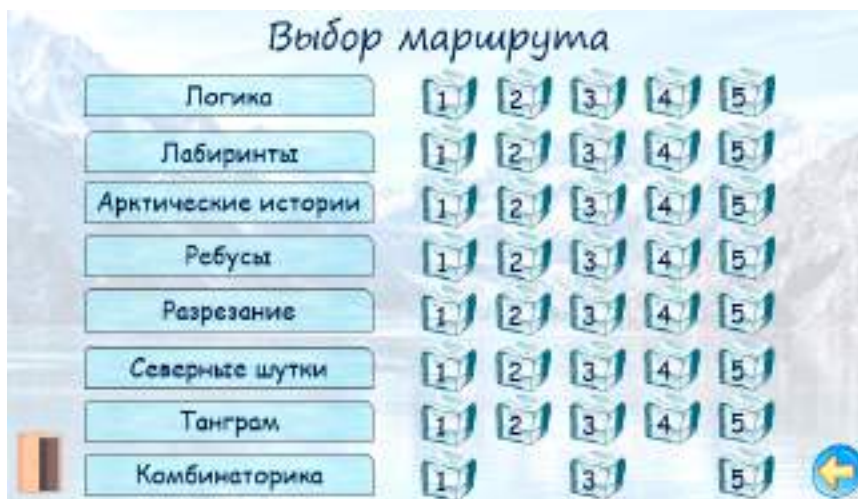 Выбор маршрута
Логика 1 2 3 4 5
Лабиринты 1 2 3 4 5
Арктические истории 1 2 3 4 5
Ребусы 1 2 3 4 5
Разрезание 1 2 3 4 5
Северные шутки 1 2 3 4 5
Танграм 1 2 3 4 5
Комбинаторика 1 3 5